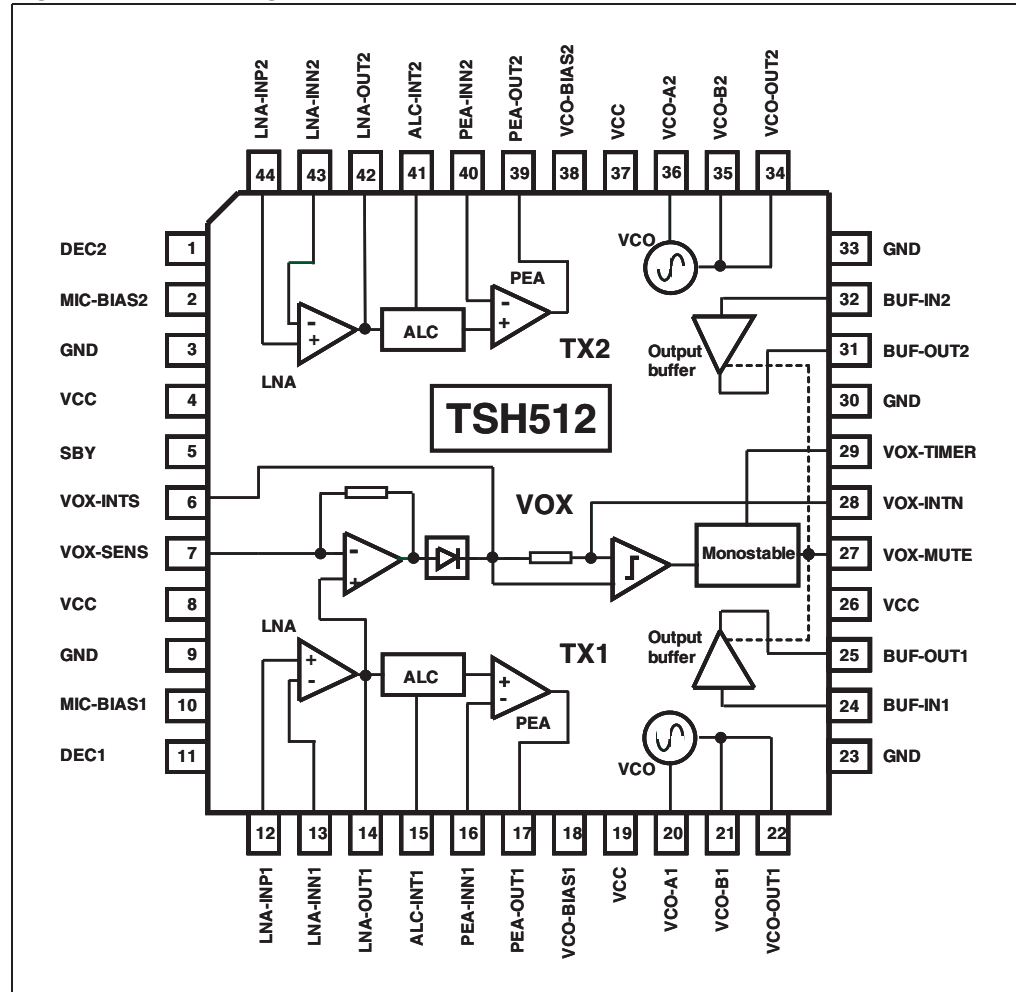 LNA-INP2
LNA-INN2
LNA-OUT2
ALC-INT2
PEA-INN2
PEA-OUT2
VCO-BIAS2
VCC
VCO-A2
VCO-B2
VCO-OUT2
44
43
42
41
40
39
38
37
36
35
34
DEC2
1
MIC-BIAS2
2
GND
3
VCC
4
SBY
5
VOX-INTS
6
VOX-SENS
7
VCC
8
GND
9
MIC-BIAS1
10
DEC1
11
VCO
PEA
-
+
ALC
-
+
LNA
TX2
Output
buffer
TSH512
VOX
-
+
Monostable
LNA
+
-
ALC
TX1
+
-
PEA
Output
buffer
VCO
33
GND
32
BUF-IN2
31
BUF-OUT2
30
GND
29
VOX-TIMER
28
VOX-INTN
27
VOX-MUTE
26
VCC
25
BUF-OUT1
24
BUF-IN1
23
GND
12
13
14
15
16
17
18
19
20
21
22
LNA-INP1
LNA-INN1
LNA-OUT1
ALC-INT1
PEA-INN1
PEA-OUT1
VCO-BIAS1
VCC
VCO-A1
VCO-B1
VCO-OUT1